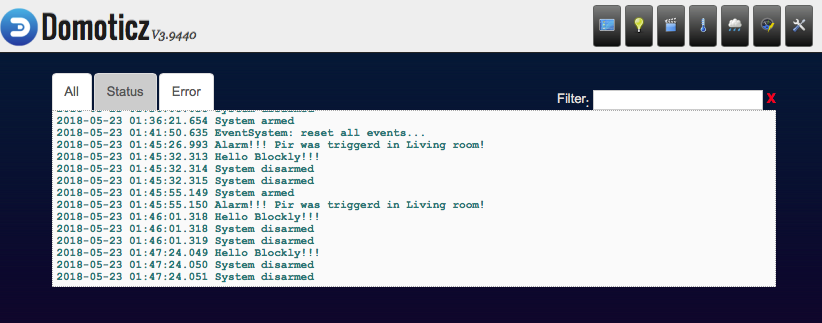 Domoticz V3.9440
All Status Error
Filter:
X
2018-05-23 01:36:21.654 System armed
2018-05-23 01:41:50.635 EventSystem: reset all events...
2018-05-23 01:45:26.993 Alarm!!! Pir was triggerd in Living room!
2018-05-23 01:45:32.313 Hello Blockly!!!
2018-05-23 01:45:32.314 System disarmed
2018-05-23 01:45:32.315 System disarmed
2018-05-23 01:45:55.149 System armed
2018-05-23 01:45:55.150 Alarm!!! Pir was triggerd in Living room!
2018-05-23 01:46:01.318 Hello Blockly!!!
2018-05-23 01:46:01.318 System disarmed
2018-05-23 01:46:01.319 System disarmed
2018-05-23 01:47:24.049 Hello Blockly!!!
2018-05-23 01:47:24.050 System disarmed
2018-05-23 01:47:24.051 System disarmed